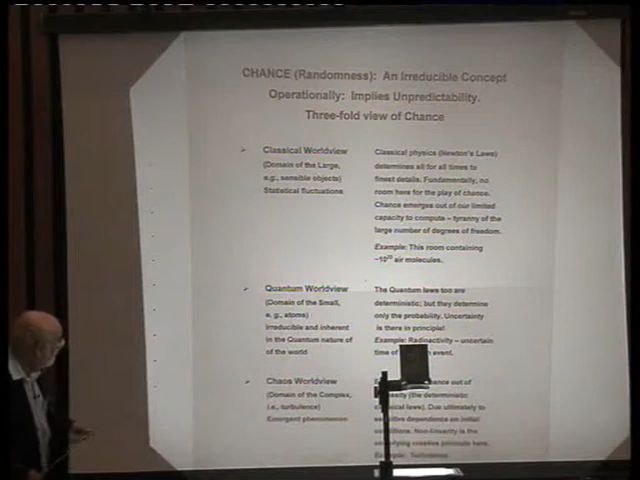 CHANCE (Randomness): An Irreducible Concept
Operationally: Implies Unpredictability.
Three-fold view of Chance
Classical Worldview
(Domain of the Large,
e.g., sensible objects)
Statistical fluctuations
Classical physics (Newton's Laws)
determines all for all times to
finest details. Fundamentally, no
room here for the play of chance.
Chance emerges out of our limited
capacity to compute – tyranny of the
large number of degrees of freedom.
Example: This room containing
air molecules.
Quantum Worldview
(Domain of the Small,
e. g., atoms)
Irreducible and inherent
in the Quantum nature of
of the world
The Quantum laws too are
deterministic; but they determine
only the probability. Uncertainty
is there in principle!
Example: Radioactivity – uncertain
time of event.
Chaos Worldview
(Domain of the Complex,
i.e., turbulence)
Emergent phenomenon
out of
(the deterministic
laws). Due ultimately to
dependence on initial
Non-linearity is the
principle here.
Turbulence.